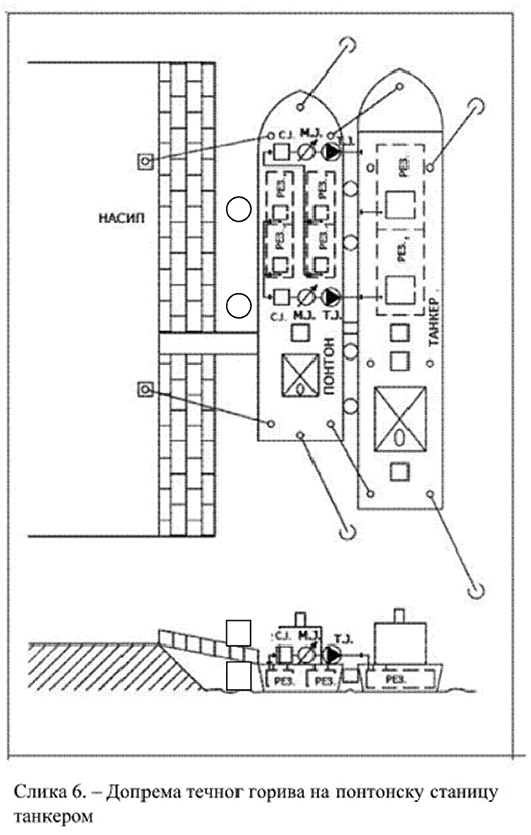 С.Ј. М.Ј. Т.Ј.
РЕЗ. РЕЗ. РЕЗ.
НАСИП
РЕЗ. РЕЗ. РЕЗ.
С.Ј. М.Ј. Т.Ј.
ПОНТОН
ТАНКЕР
С.Ј. М.Ј. Т.Ј.
РЕЗ. РЕЗ. РЕЗ.
Слика 6. – Допрема течног горива на понтонску станицу
танкером